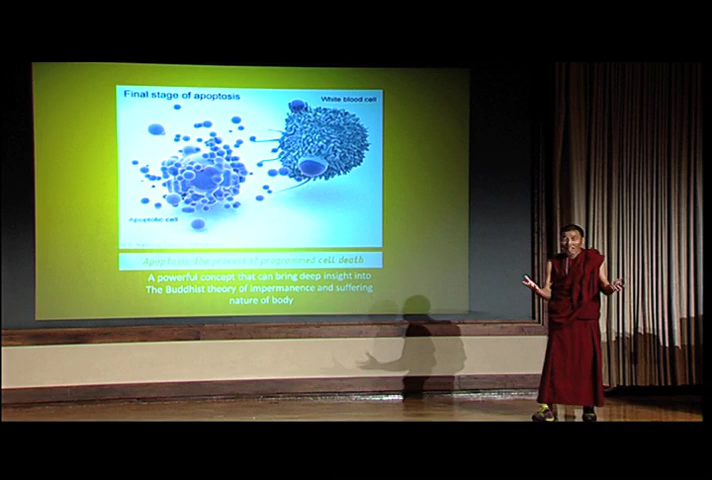 Final stage of apoptosis
White blood cell
Apoptotic cell
Apoptosis: the process of programmed cell death
A powerful concept that can bring deep insight into
The Buddhist theory of impermanence and suffering
nature of body